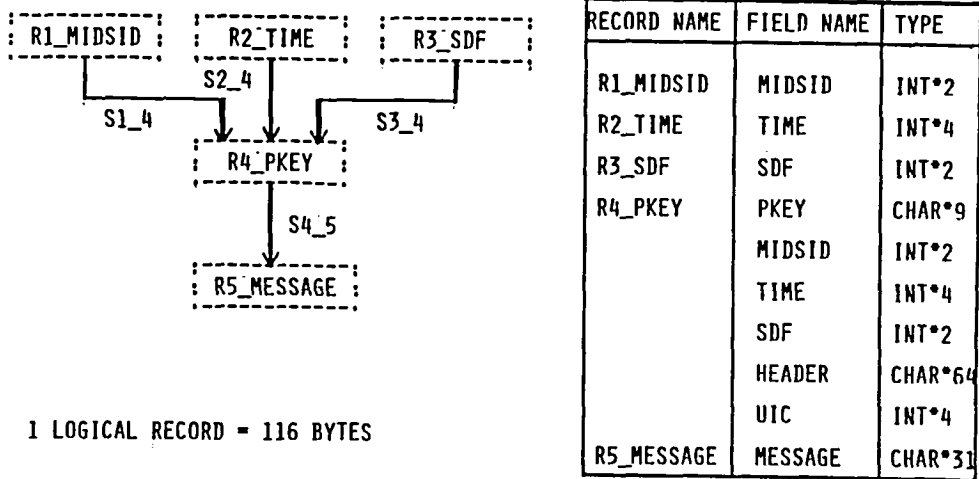 R1_MIDSID R2_TIME R3_SDF
S2_4
S1_4 S3_4
R4_PKEY
S4_5
R5_MESSAGE
1 LOGICAL RECORD = 116 BYTES
RECORD NAME FIELD NAME TYPE
R1_MIDSID MIDSID INT*2
R2_TIME TIME INT*4
R3_SDF SDF INT*2
R4_PKEY PKEY CHAR*9
MIDSID INT*2
TIME INT*4
SDF INT*2
HEADER CHAR*64
UIC INT*4
R5_MESSAGE MESSAGE CHAR*31